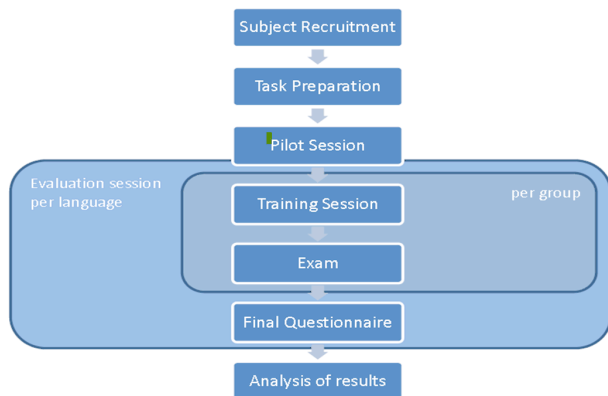 Subject Recruitment
Task Preparation
Pilot Session
Evaluation session
per language
per group
Training Session
Exam
Final Questionnaire
Analysis of results